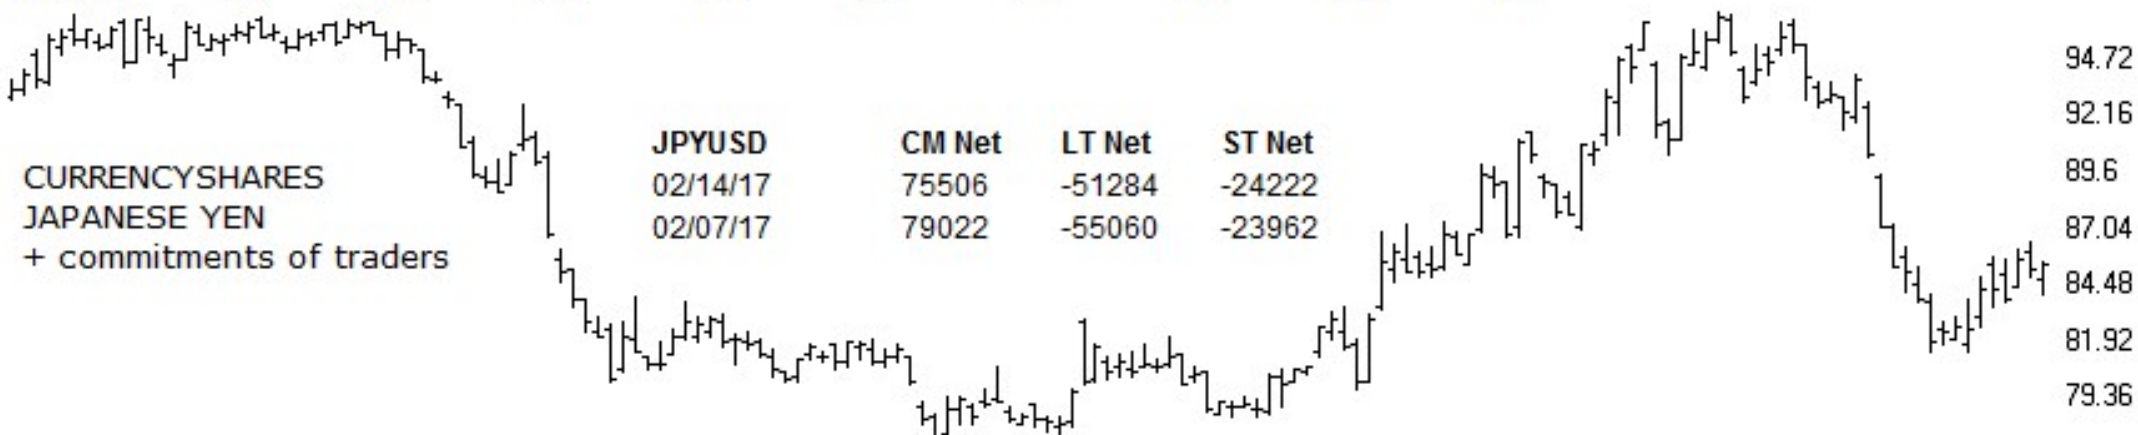 94.72
92.16
JPYUSD CM Net LT Net ST Net
89.6
CURRENCYSHARES
02/14/17 75506 -51284 -24222
JAPANESE YEN
02/07/17 79022 -55060 -23962
87.04
+ commitments of traders
84.48
81.92
79.36